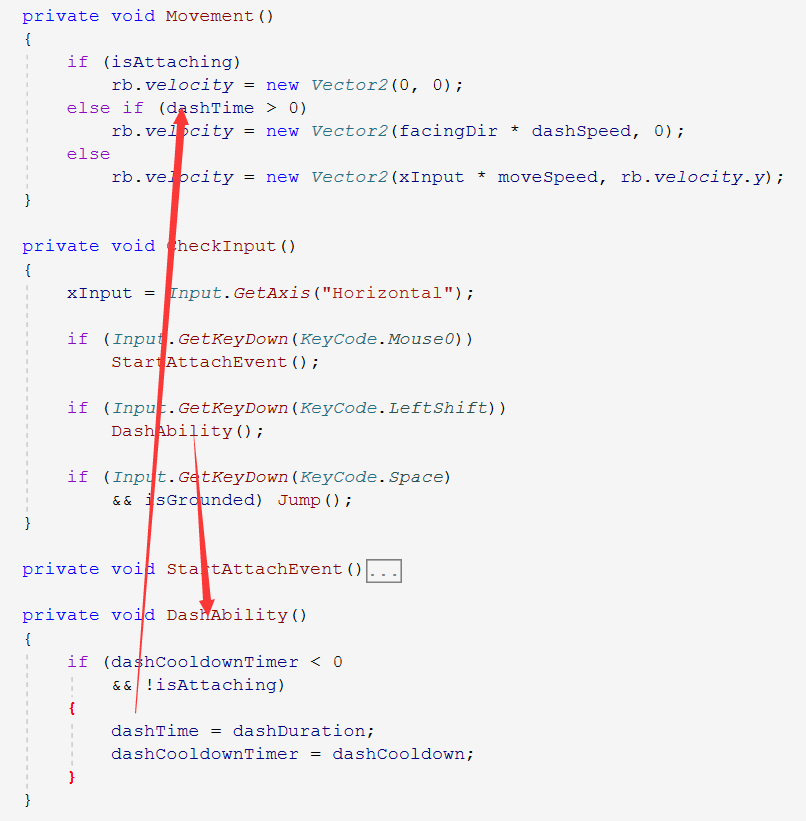 private void Movement()
{
if (isAttaching)
rb.velocity = new Vector2(0, 0);
else if (dashTime > 0)
rb.velocity = new Vector2(facingDir * dashSpeed, 0);
else
rb.velocity = new Vector2(xInput * moveSpeed, rb.velocity.y);
}
private void CheckInput()
{
xInput = Input.GetAxis("Horizontal");
if (Input.GetKeyDown(KeyCode.Mouse0))
StartAttachEvent();
if (Input.GetKeyDown(KeyCode.LeftShift))
DashAbility();
if (Input.GetKeyDown(KeyCode.Space)
&& isGrounded) Jump();
}
private void StartAttachEvent()...
private void DashAbility()
{
if (dashCooldownTimer < 0
&& !isAttaching)
{
dashTime = dashDuration;
dashCooldownTimer = dashCooldown;
}
}